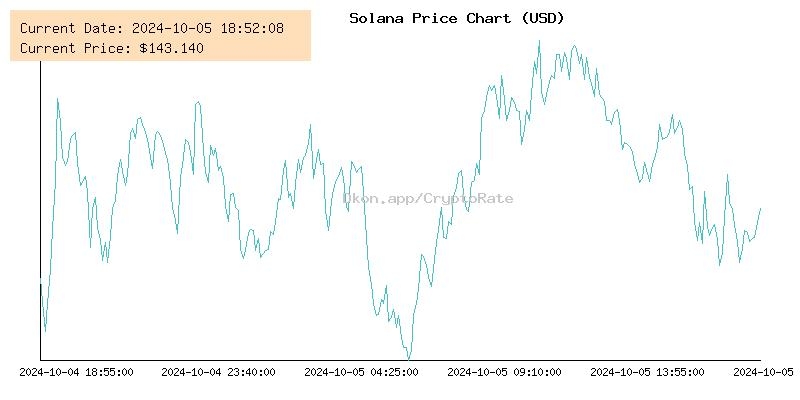 Solana Price Chart (USD)
Current Date: 2024-10-05 18:52:08
Current Price: $143.140
Dkon.app/CryptoRate
2024-10-04 18:55:00
2024-10-04 23:40:00
2024-10-05 04:25:00
2024-10-05 09:10:00
2024-10-05 13:55:00
2024-10-05